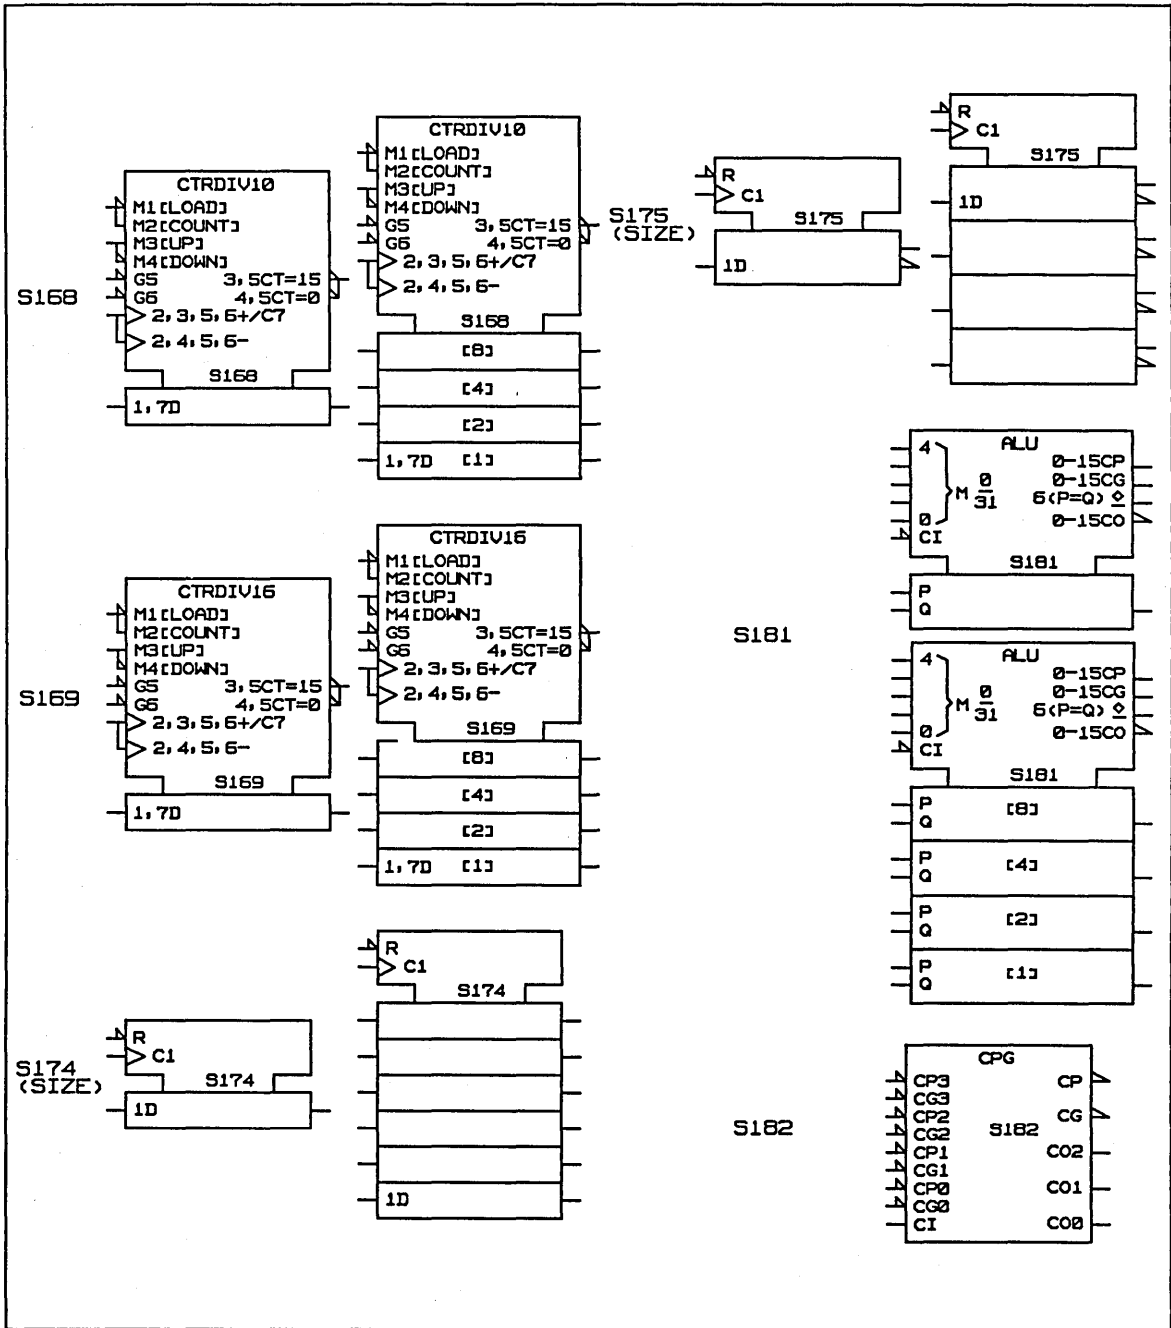 S168
CTRDIV10
M1[LOAD]
M2[COUNT]
M3[UP]
M4[DOWN]
G5 3,5CT=15
G6 4,5CT=0
2,3,5,6+/C7
2,4,5,6-
S168
1,7D
CTRDIV10
M1[LOAD]
M2[COUNT]
M3[UP]
M4[DOWN]
G5 3,5CT=15
G6 4,5CT=0
2,3,5,6+/C7
2,4,5,6-
S168
[8]
[4]
[2]
1,7D [1]
S169
CTRDIV16
M1[LOAD]
M2[COUNT]
M3[UP]
M4[DOWN]
G5 3,5CT=15
G6 4,5CT=0
2,3,5,6+/C7
2,4,5,6-
S169
1,7D
CTRDIV16
M1[LOAD]
M2[COUNT]
M3[UP]
M4[DOWN]
G5 3,5CT=15
G6 4,5CT=0
2,3,5,6+/C7
2,4,5,6-
S169
[8]
[4]
[2]
1,7D [1]
S174
(SIZE)
R
C1
S174
1D
R
C1
S174
1D
S175
(SIZE)
R
C1
S175
1D
R
C1
S175
1D
S181
ALU
4
0-15CP
M 0/31
0-15CG
6(P=Q) ◇
0
0-15CO
CI
S181
P
Q
ALU
4
0-15CP
M 0/31
0-15CG
6(P=Q) ◇
0
0-15CO
CI
S181
P
Q [8]
P
Q [4]
P
Q [2]
P
Q [1]
S182
CPG
CP3 CP
CG3
CP2 CG
CG2 S182
CP1 CO2
CG1
CP0 CO1
CG0
CI CO0